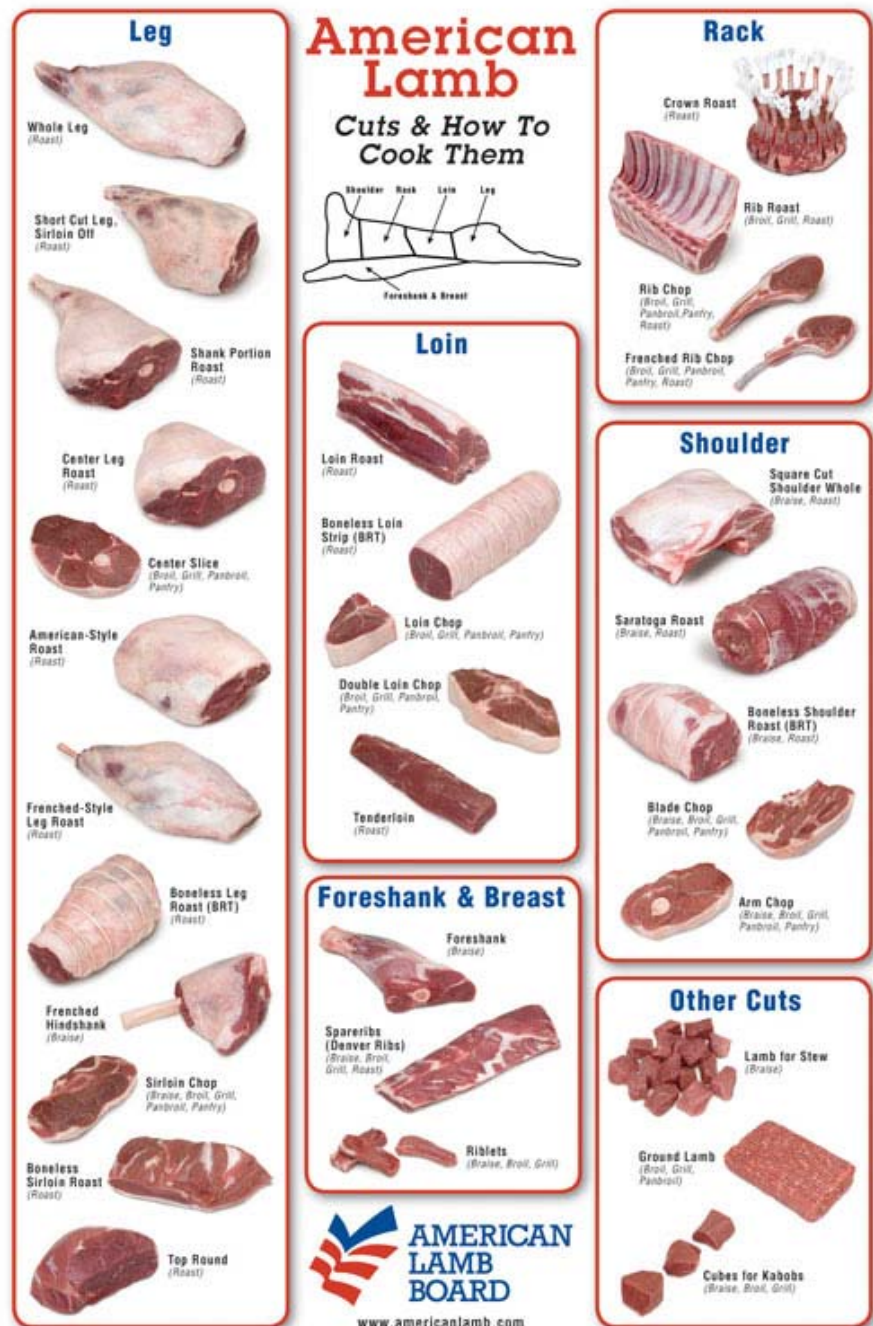 American
Lamb
Cuts & How To
Cook Them
Shoulder
Rack
Loin
Leg
Foreshank & Breast
Leg
Whole Leg
(Roast)
Short Cut Leg,
Sirloin Off
(Roast)
Shank Portion
Roast
(Roast)
Center Leg
Roast
(Roast)
Center Slice
(Broil, Grill, Panbroil,
Panfry)
American-Style
Roast
(Roast)
Frenched-Style
Leg Roast
(Roast)
Boneless Leg
Roast (BRT)
(Roast)
Frenched
Hindshank
(Braise)
Sirloin Chop
(Braise, Broil, Grill,
Panbroil, Panfry)
Boneless
Sirloin Roast
(Roast)
Top Round
(Roast)
Loin
Loin Roast
(Roast)
Boneless Loin
Strip (BRT)
(Roast)
Loin Chop
(Broil, Grill, Panbroil, Panfry)
Double Loin Chop
(Broil, Grill, Panbroil,
Panfry)
Tenderloin
(Roast)
Foreshank & Breast
Foreshank
(Braise)
Spareribs
(Denver Ribs)
(Braise, Broil,
Grill, Roast)
Riblets
(Braise, Broil, Grill)
AMERICAN
LAMB
BOARD
www.americanlamb.com
Rack
Crown Roast
(Roast)
Rib Roast
(Broil, Grill, Roast)
Rib Chop
(Broil, Grill,
Panbroil,Panfry,
Roast)
Frenched Rib Chop
(Broil, Grill, Panbroil,
Panfry, Roast)
Shoulder
Square Cut
Shoulder Whole
(Braise, Roast)
Saratoga Roast
(Braise, Roast)
Boneless Shoulder
Roast (BRT)
(Braise, Roast)
Blade Chop
(Braise, Broil, Grill,
Panbroil, Panfry)
Arm Chop
(Braise, Broil, Grill,
Panbroil, Panfry)
Other Cuts
Lamb for Stew
(Braise)
Ground Lamb
(Broil, Grill,
Panbroil)
Cubes for Kabobs
(Braise, Broil, Grill)